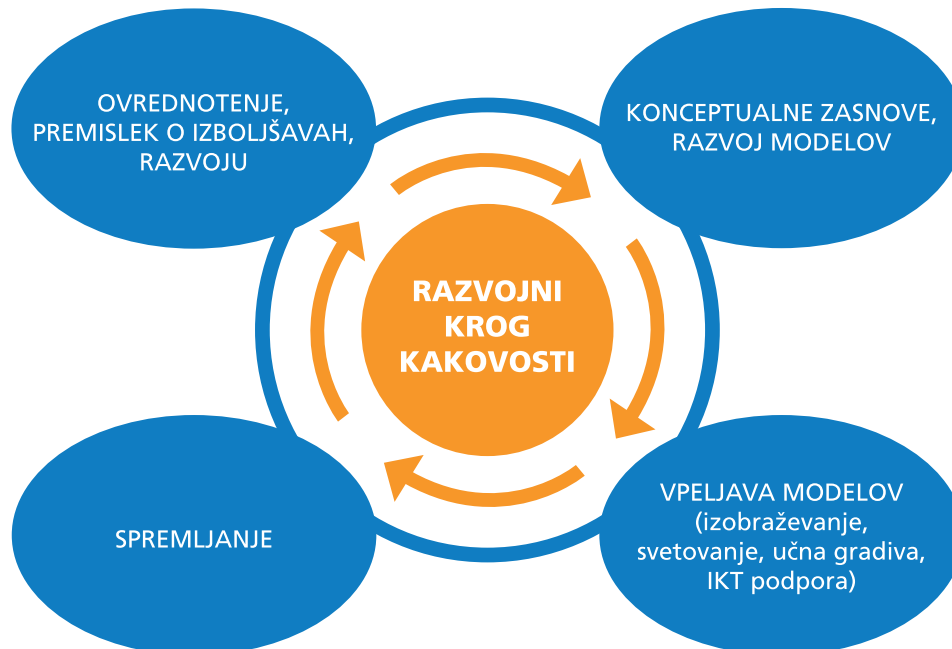 OVREDNOTENJE,
PREMISLEK O IZBOLJŠAVAH,
RAZVOJU
KONCEPTUALNE ZASNOVE,
RAZVOJ MODELOV
RAZVOJNI
KROG
KAKOVOSTI
SPREMLJANJE
VPELJAVA MODELOV
(izobraževanje,
svetovanje, učna gradiva,
IKT podpora)